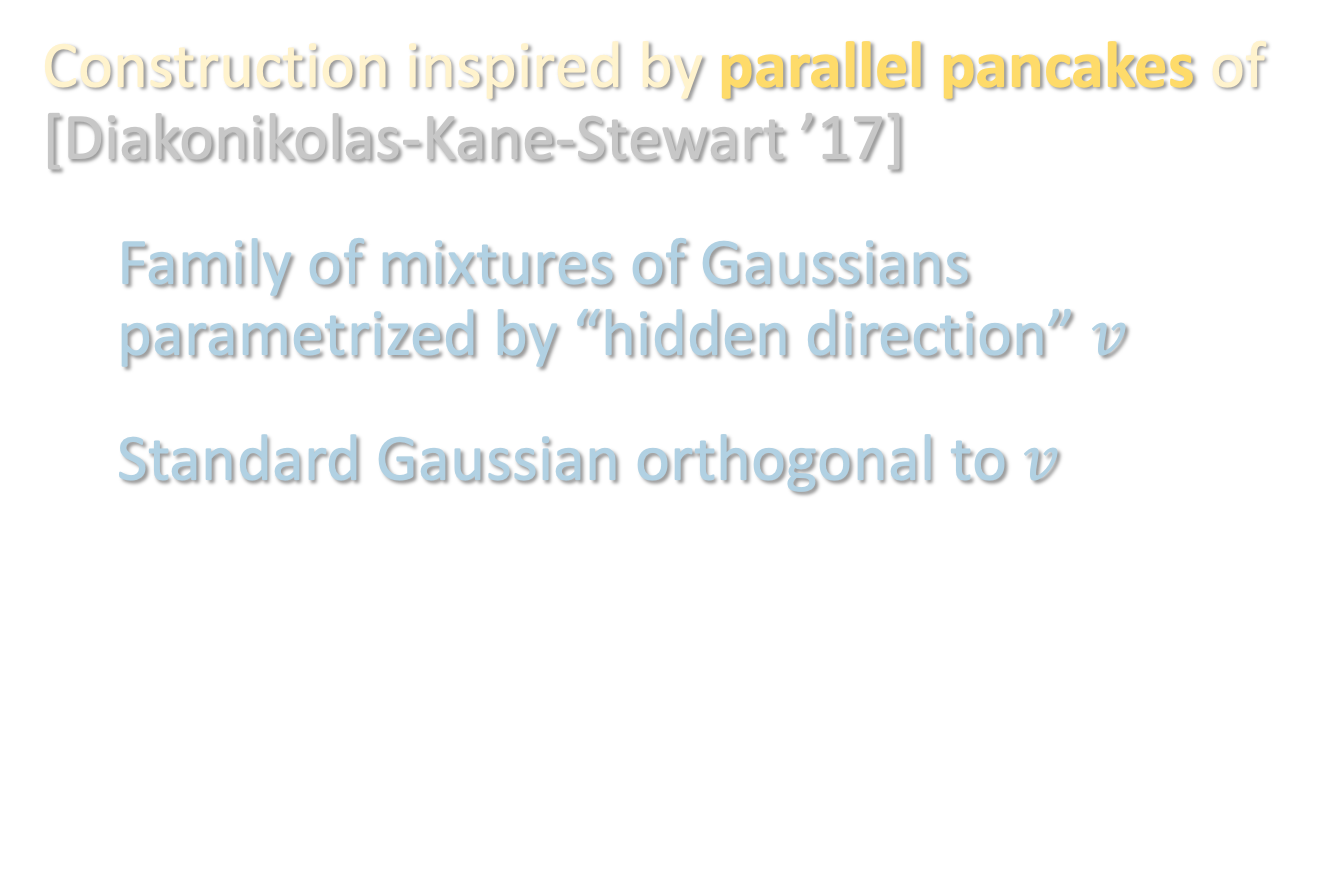 Construction inspired by parallel pancakes of
[Diakonikolas-Kane-Stewart ’17]
Family of mixtures of Gaussians
parametrized by “hidden direction” 𝑣
Standard Gaussian orthogonal to 𝑣